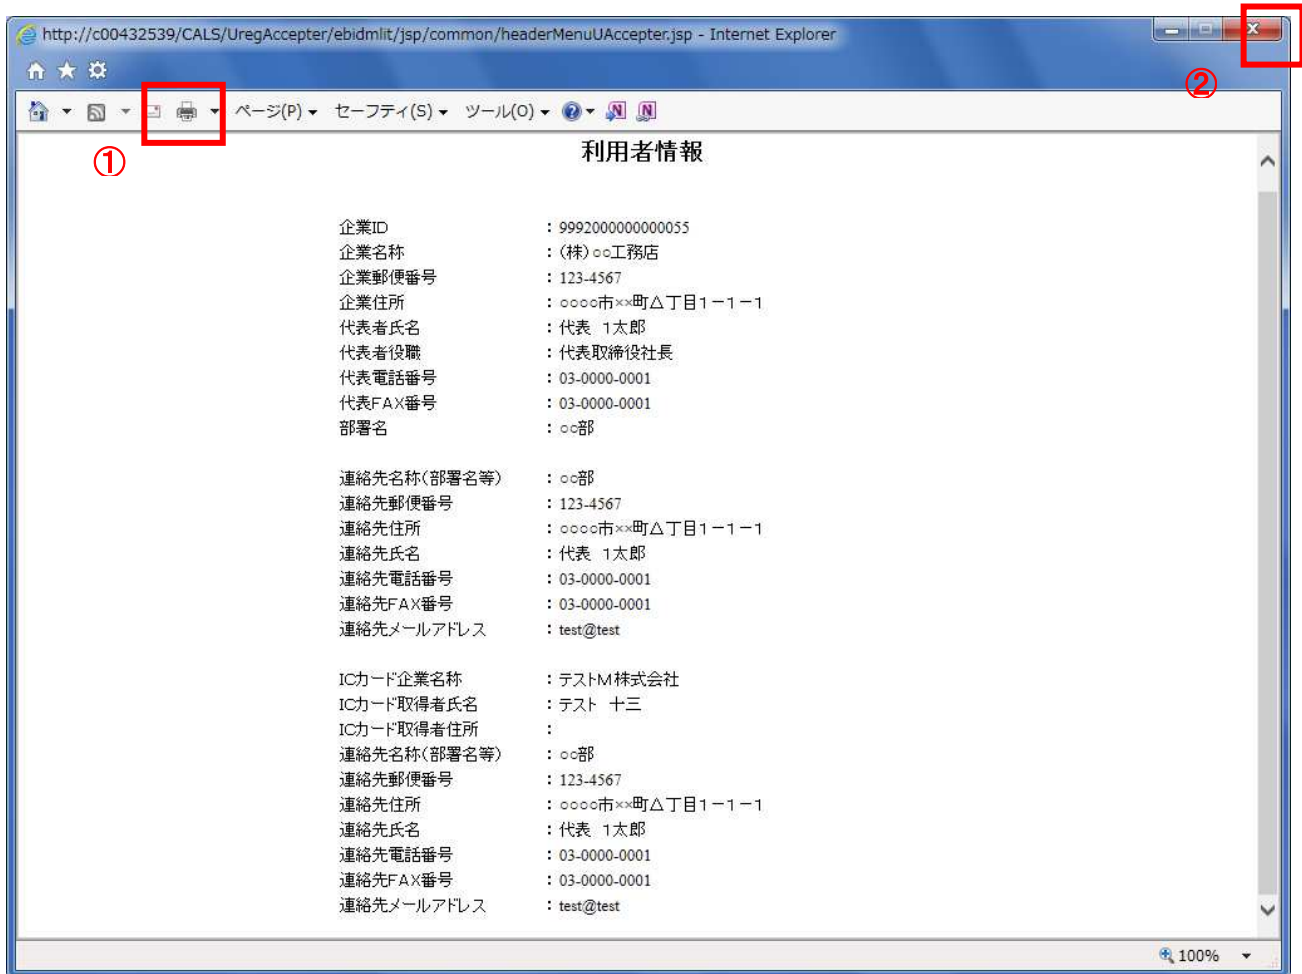 http://c00432539/CALS/UregAccepter/ebidmlit/jsp/common/headerMenuUAccepter.jsp - Internet Explorer
②
ページ(P) セーフティ(S) ツール(O)
①
利用者情報
企業ID : 9992000000000055
企業名称 : (株)○○工務店
企業郵便番号 : 123-4567
企業住所 : ○○○○市××町△丁目1-1-1
代表者氏名 : 代表 1太郎
代表者役職 : 代表取締役社長
代表電話番号 : 03-0000-0001
代表FAX番号 : 03-0000-0001
部署名 : ○○部
連絡先名称(部署名等) : ○○部
連絡先郵便番号 : 123-4567
連絡先住所 : ○○○○市××町△丁目1-1-1
連絡先氏名 : 代表 1太郎
連絡先電話番号 : 03-0000-0001
連絡先FAX番号 : 03-0000-0001
連絡先メールアドレス : test@test
ICカード企業名称 : テストM株式会社
ICカード取得者氏名 : テスト 十三
ICカード取得者住所 :
連絡先名称(部署名等) : ○○部
連絡先郵便番号 : 123-4567
連絡先住所 : ○○○○市××町△丁目1-1-1
連絡先氏名 : 代表 1太郎
連絡先電話番号 : 03-0000-0001
連絡先FAX番号 : 03-0000-0001
連絡先メールアドレス : test@test
100%